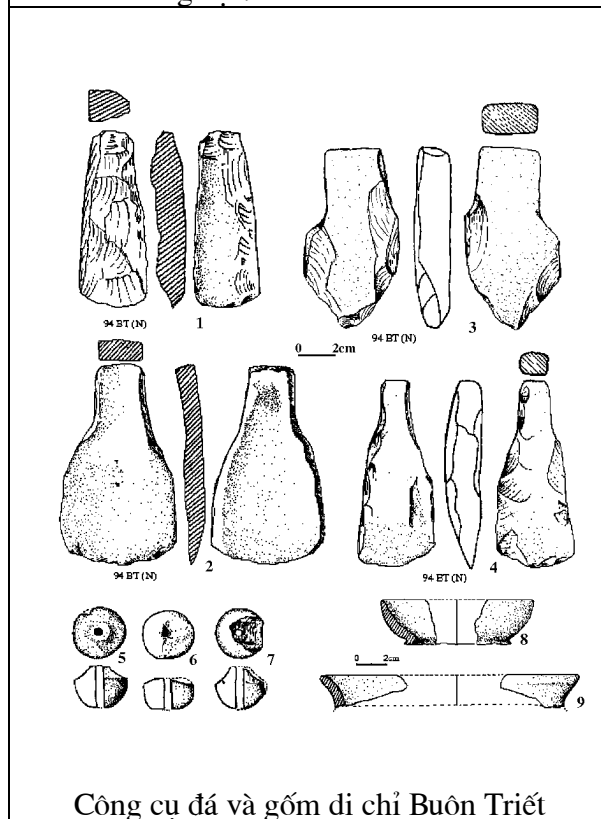 94 BT (N) 1
94 BT (N) 3
0 2cm
94 BT (N) 2
94 BT (N) 4
5 6 7
8
0 2cm
9
Công cụ đá và gốm di chỉ Buôn Triết